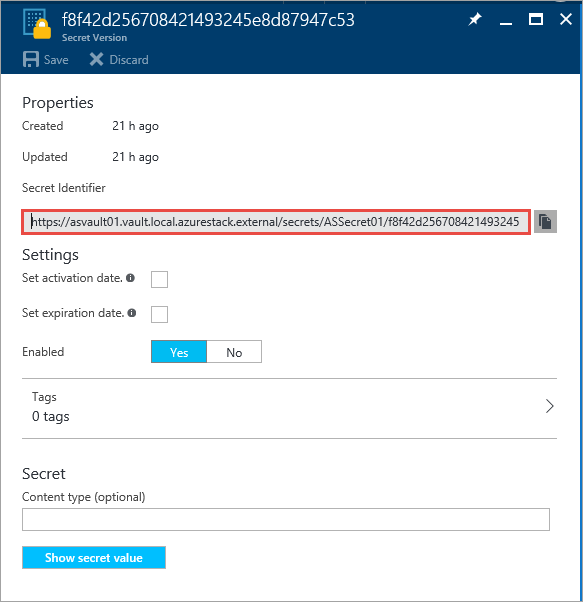 f8f42d256708421493245e8d87947c53
Secret Version
Save Discard
Properties
Created 21 h ago
Updated 21 h ago
Secret Identifier
https://asvault01.vault.local.azurestack.external/secrets/ASSecret01/f8f42d256708421493245
Settings
Set activation date.
Set expiration date.
Enabled Yes No
Tags
0 tags
Secret
Content type (optional)
Show secret value